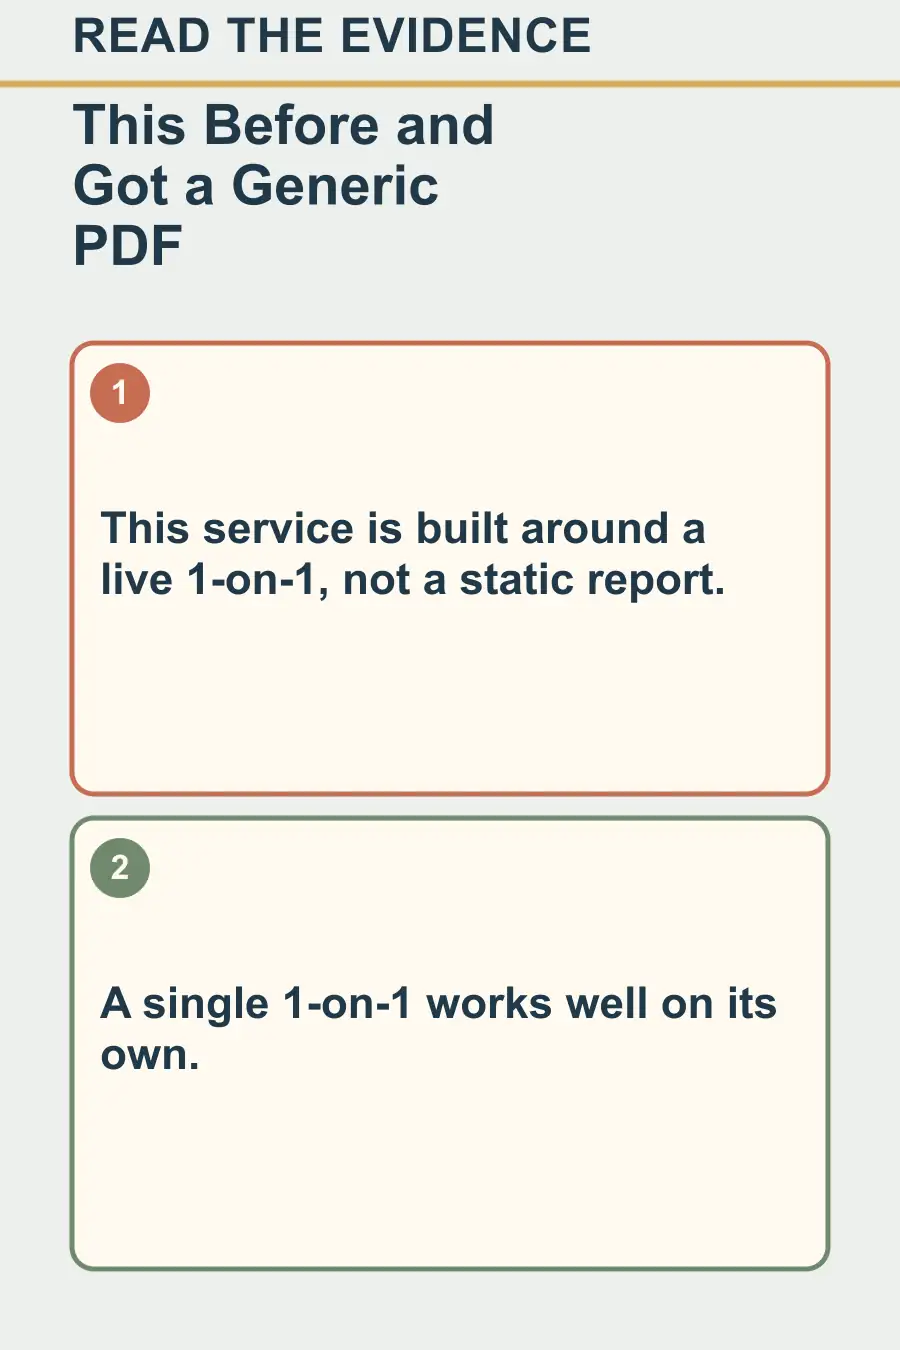 READ THE EVIDENCE
This Before and
Got a Generic
PDF
1
This service is built around a
live 1-on-1, not a static report.
2
A single 1-on-1 works well on its
own.